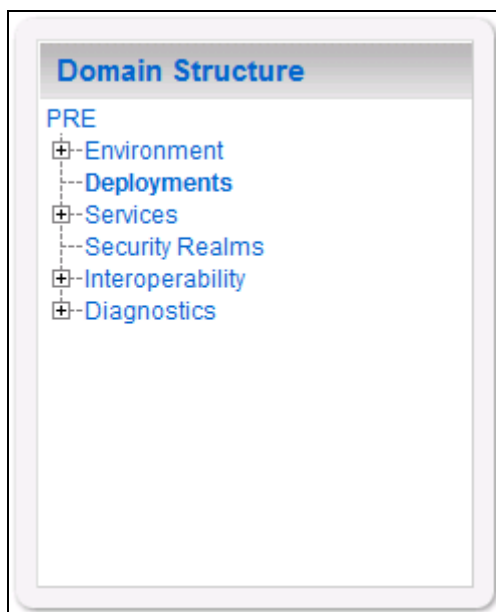 Domain Structure
PRE
Environment
Deployments
Services
Security Realms
Interoperability
Diagnostics